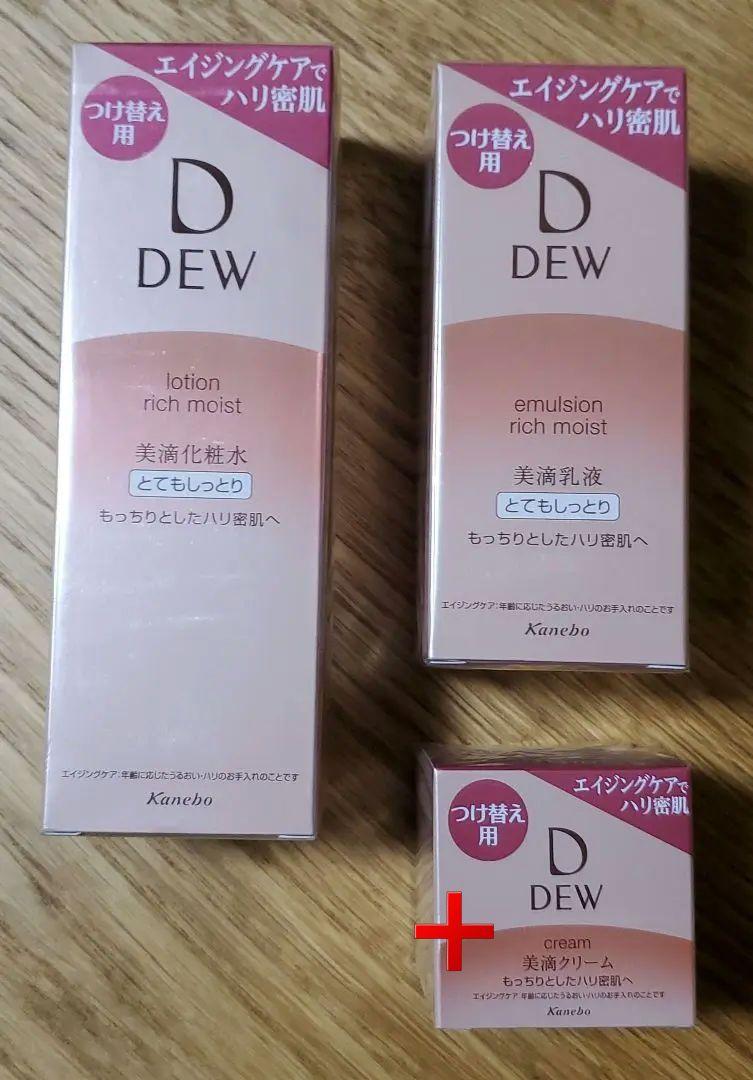 エイジングケアで
ハリ密肌
つけ替え
用
D
DEW
lotion
rich moist
美滴化粧水
とてもしっとり
もっちりとしたハリ密肌へ
エイジングケア:年齢に応じたうるおい・ハリのお手入れのことです
Kanebo
エイジングケアで
ハリ密肌
つけ替え
用
D
DEW
emulsion
rich moist
美滴乳液
とてもしっとり
もっちりとしたハリ密肌へ
エイジングケア:年齢に応じたうるおい・ハリのお手入れのことです
Kanebo
エイジングケアで
ハリ密肌
つけ替え
用
D
DEW
cream
美滴クリーム
もっちりとしたハリ密肌へ
エイジングケア:年齢に応じたうるおい・ハリのお手入れのことです
Kanebo